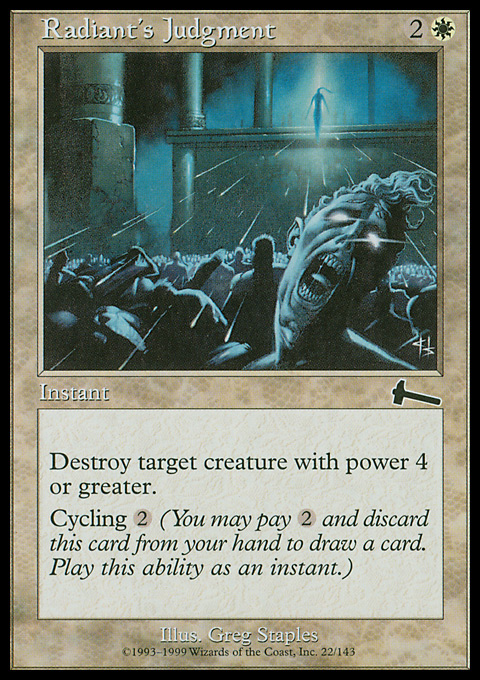 Radiant's Judgment 2
Instant
Destroy target creature with power 4
or greater.
Cycling 2 (You may pay 2 and discard
this card from your hand to draw a card.
Play this ability as an instant.)
Illus. Greg Staples
©1993-1999 Wizards of the Coast, Inc. 22/143